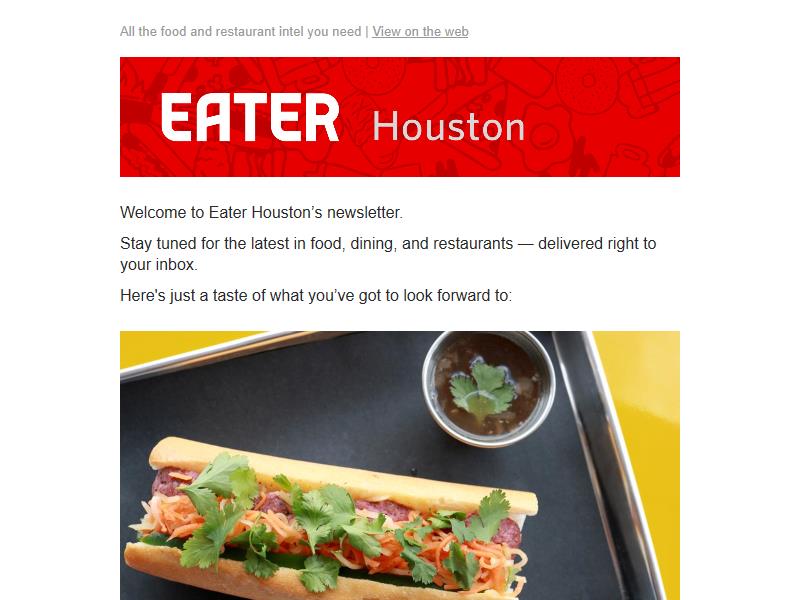 All the food and restaurant intel you need | View on the web
EATER Houston
Welcome to Eater Houston’s newsletter.
Stay tuned for the latest in food, dining, and restaurants — delivered right to
your inbox.
Here's just a taste of what you’ve got to look forward to: